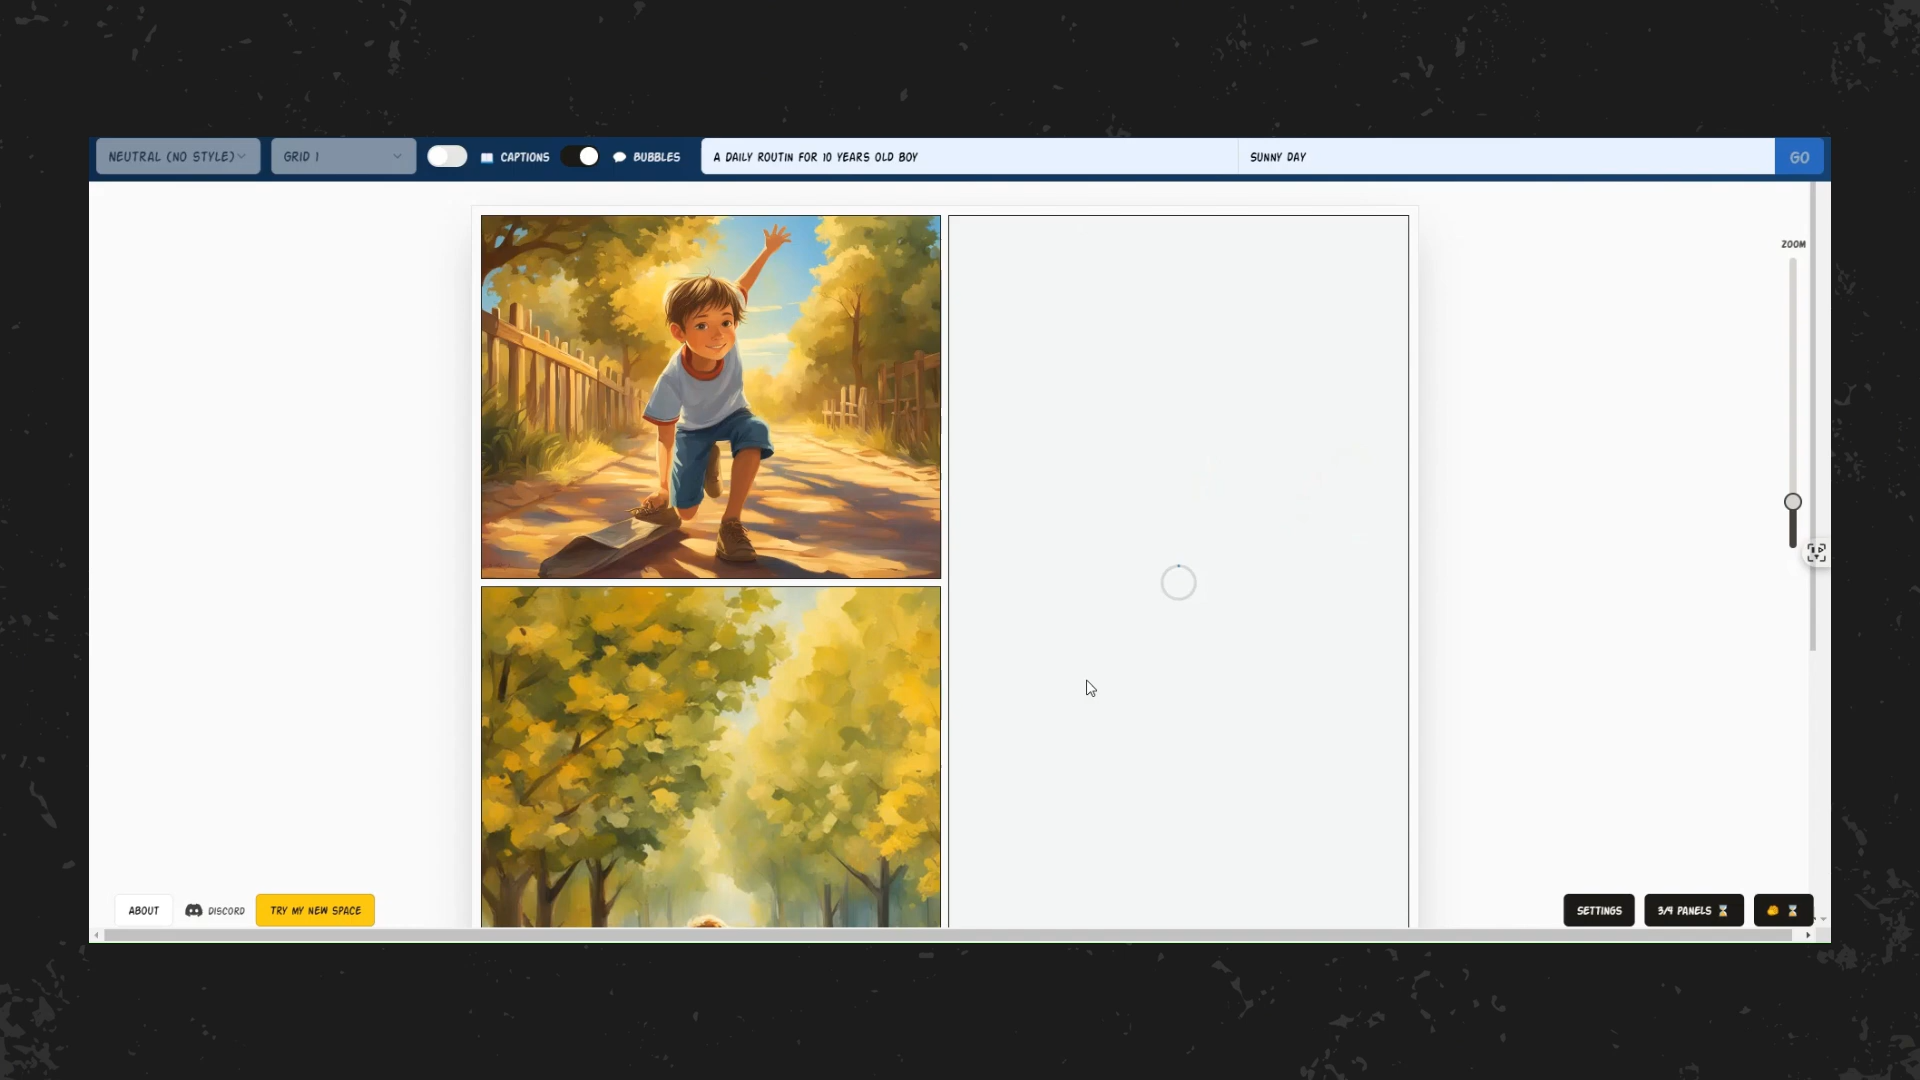 NEUTRAL (NO STYLE) GRID 1 CAPTIONS BUBBLES A DAILY ROUTIN FOR 10 YEARS OLD BOY SUNNY DAY GO
ZOOM
ABOUT DISCORD TRY MY NEW SPACE SETTINGS 3/4 PANELS